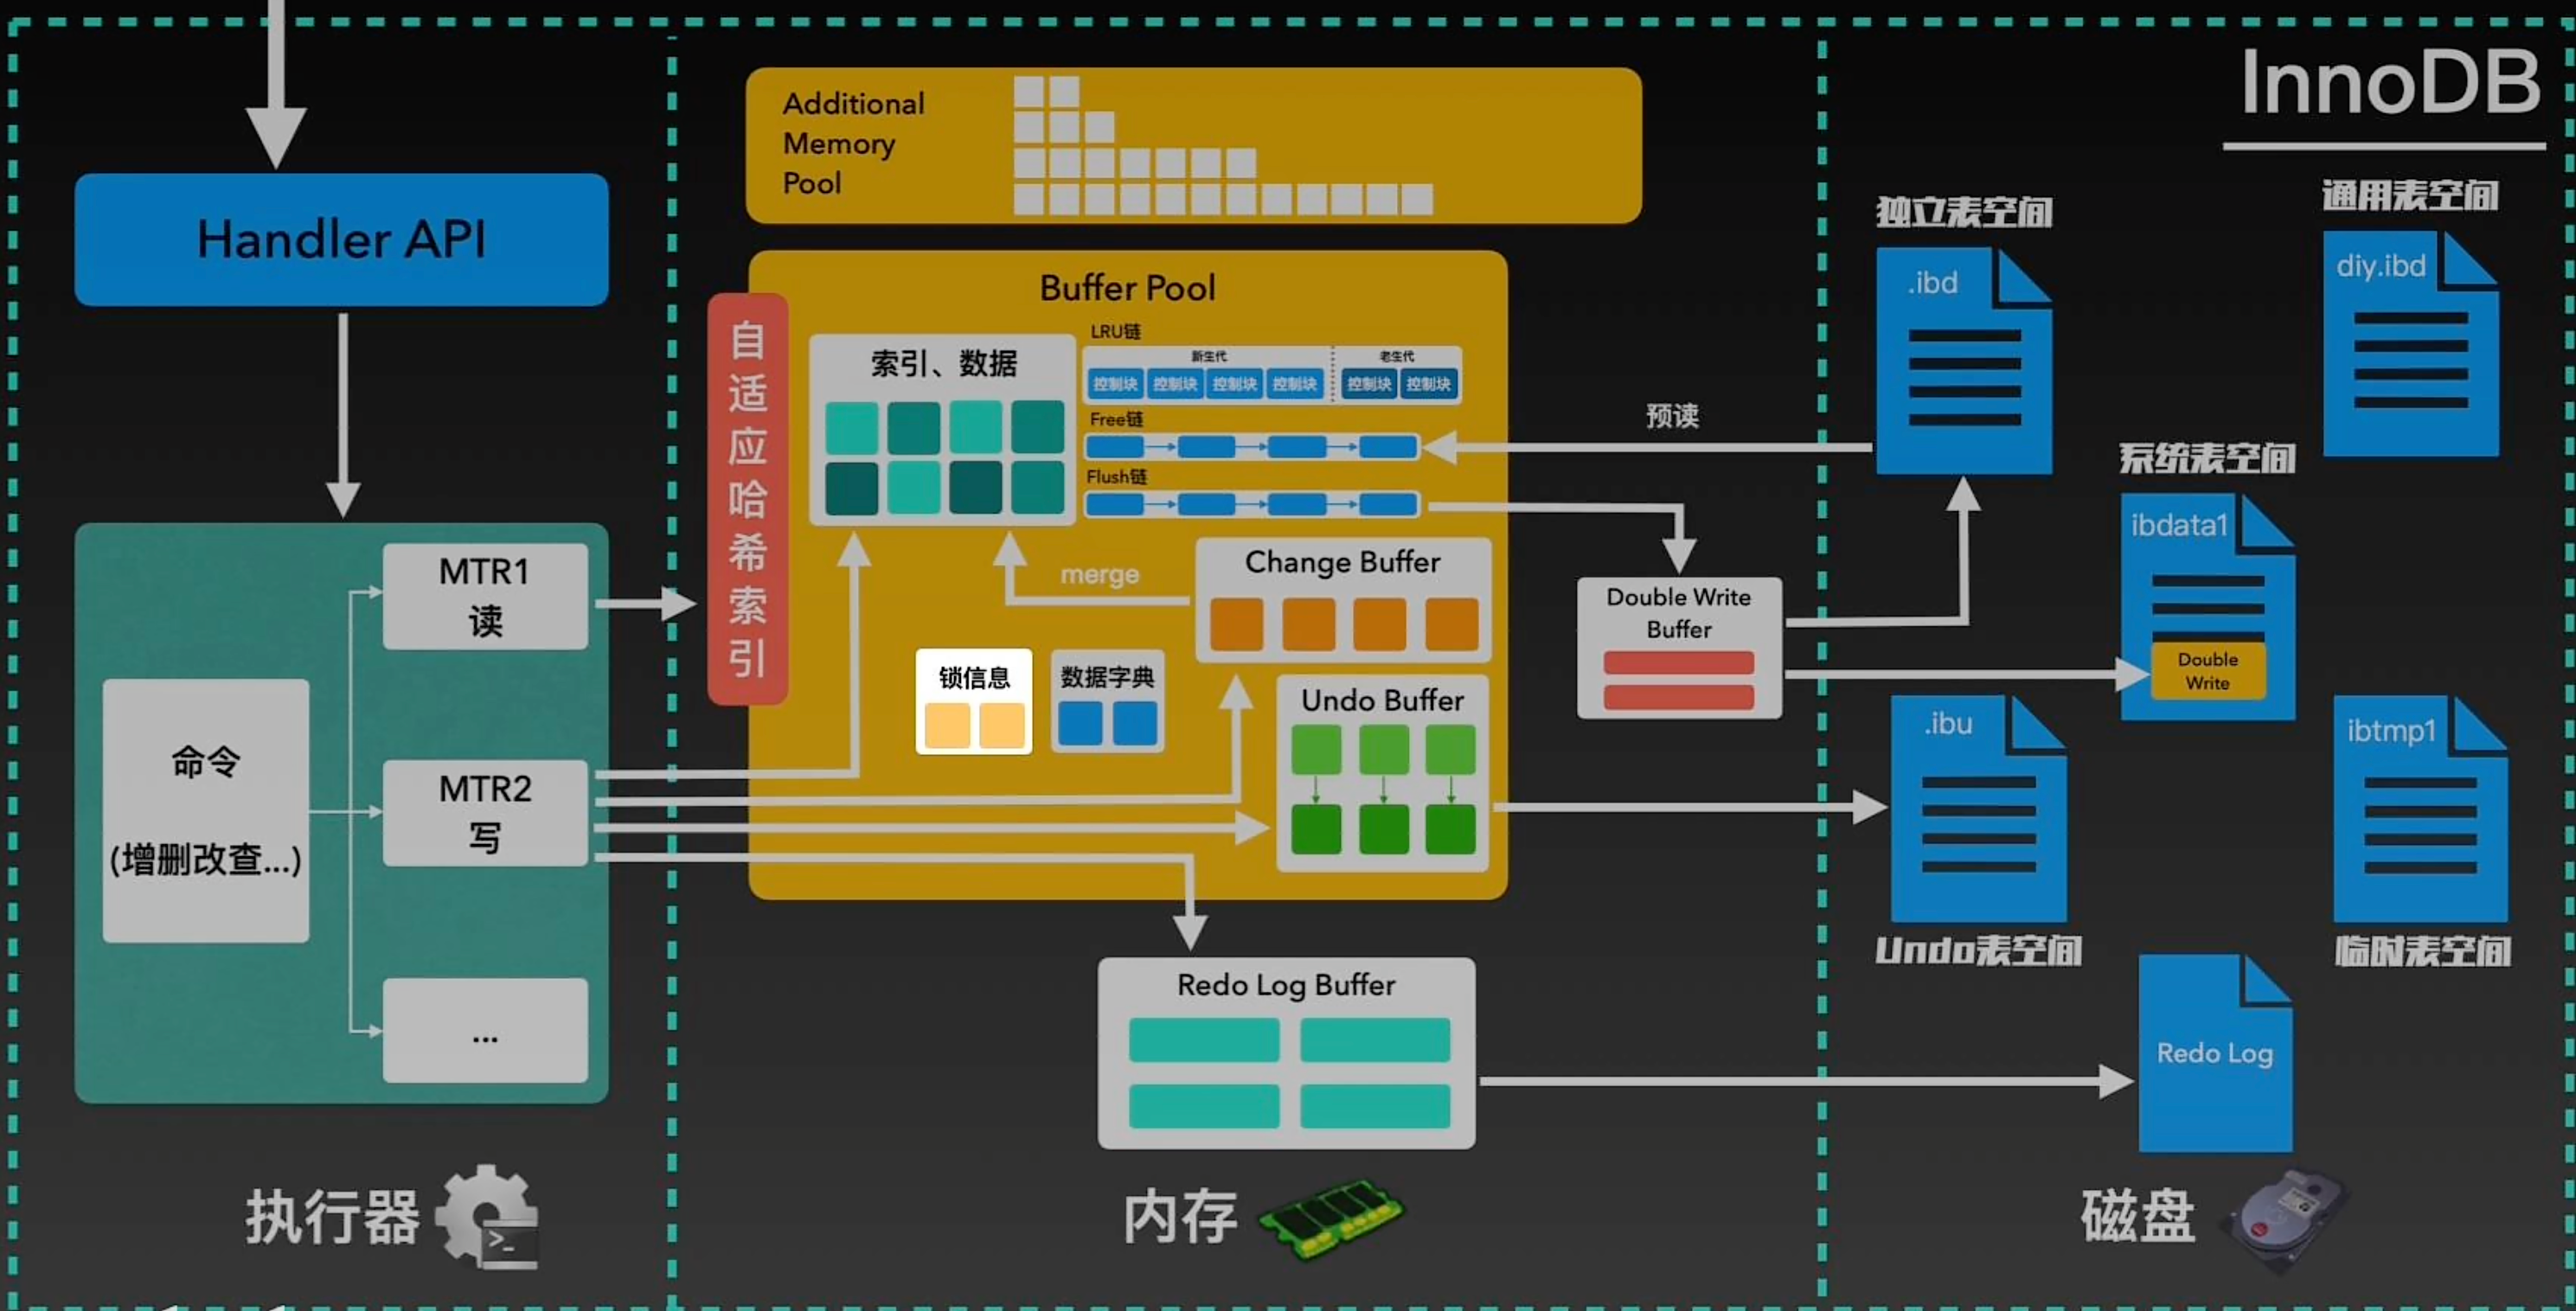 InnoDB
Handler API
命令
(增删改查...)
MTR1
读
MTR2
写
...
执行器
>_
Additional
Memory
Pool
Buffer Pool
自适应哈希索引
索引、数据
LRU链
新生代
老生代
控制块
控制块
控制块
控制块
控制块
控制块
Free链
Flush链
merge
Change Buffer
锁信息
数据字典
Undo Buffer
Redo Log Buffer
内存
预读
Double Write
Buffer
独立表空间
.ibd
通用表空间
diy.ibd
系统表空间
ibdata1
Double
Write
.ibu
Undo表空间
ibtmp1
临时表空间
Redo Log
磁盘